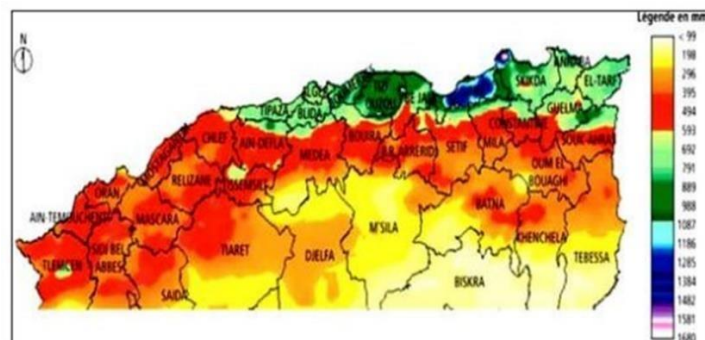 Légende en mm
N
< 99
198
296
395
593
692
791
889
988
1087
1186
1285
1384
1482
1581
1680
ANNABA
SKIKDA
EL-TARF
TIZI
OUZOU
TIPAZA
BLIDA
GUELMA
CHLEF
AIN-DEFLA
BOUIRA
CONSTANTINE
SOUK-AHRAS
MEDEA
B.B.ARRERIDJ
SETIF
MILA
OUM EL
BOUAGHI
MOSTAGANEM
RELIZANE
TISSEMSILT
ORAN
BATNA
AIN-TEMOUCHENT
MASCARA
M'SILA
KHENCHELA
TLEMCEN
SIDI BEL
ABBES
TIARET
DJELFA
TEBESSA
SAIDA
BISKRA